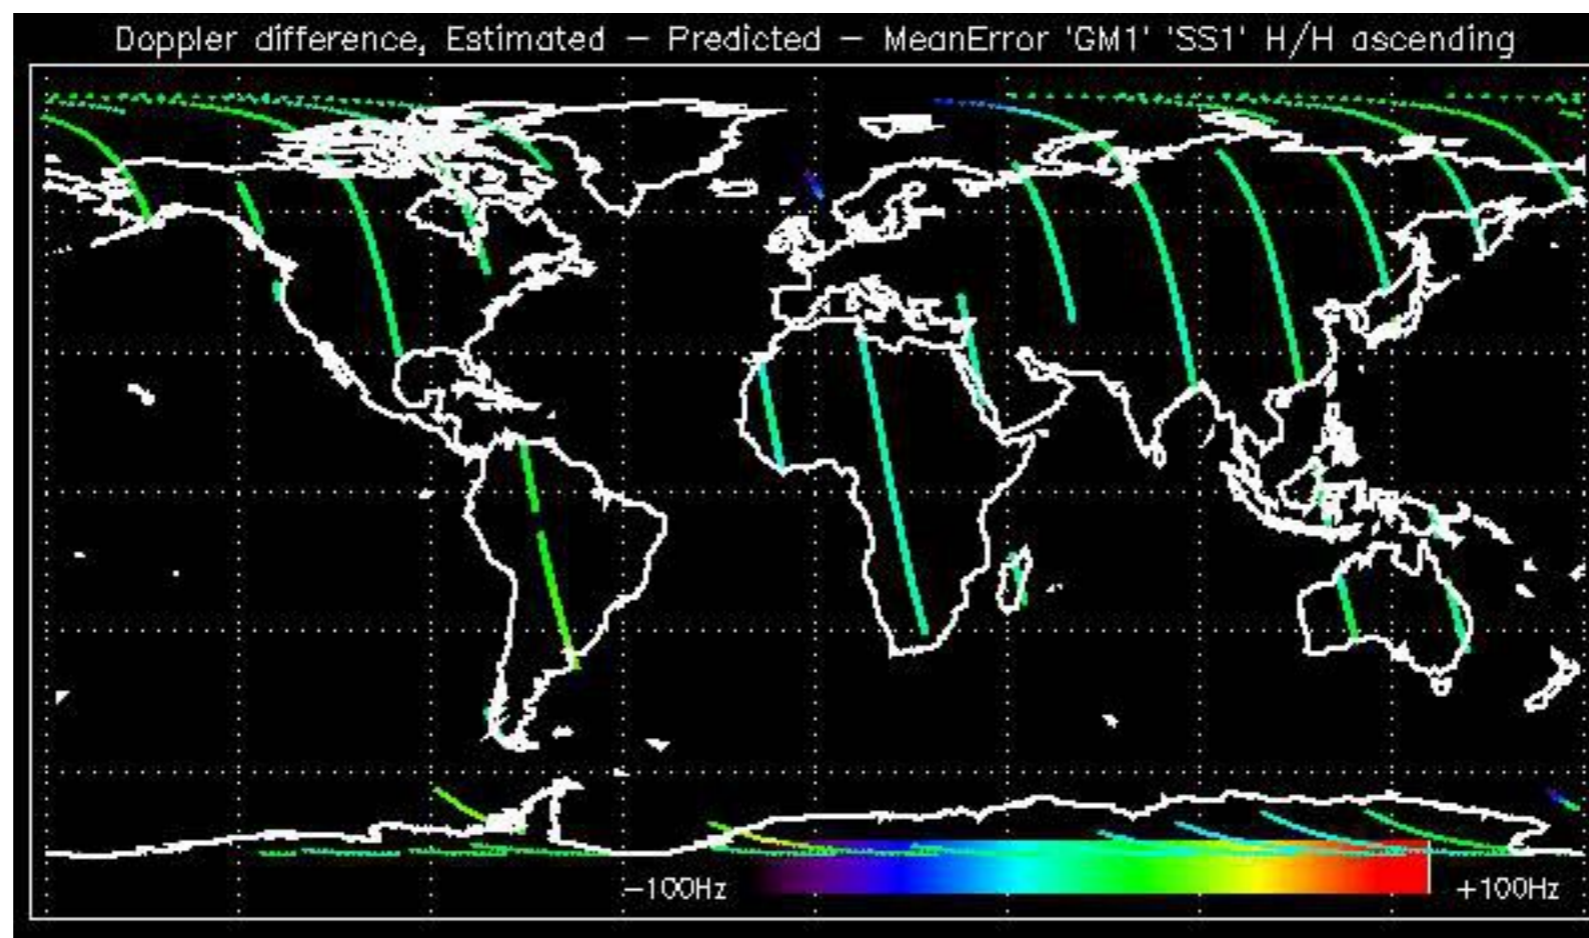 Doppler difference, Estimated – Predicted – MeanError 'GM1' 'SS1' H/H ascending
–100Hz +100Hz